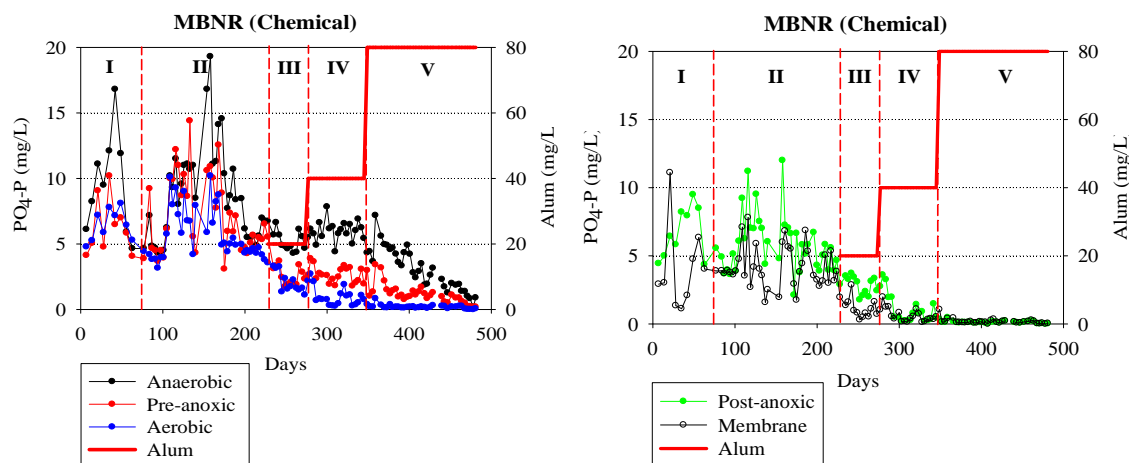 MBNR (Chemical)
I II III IV V
20 15 10 5 0
PO4-P (mg/L)
80 60 40 20 0
Alum (mg/L
0 100 200 300 400 500
Days
Anaerobic
Pre-anoxic
Aerobic
Alum
MBNR (Chemical)
I II III IV V
20 15 10 5 0
PO4-P (mg/L)
80 60 40 20 0
Alum (mg/L)
0 100 200 300 400 500
Days
Post-anoxic
Membrane
Alum